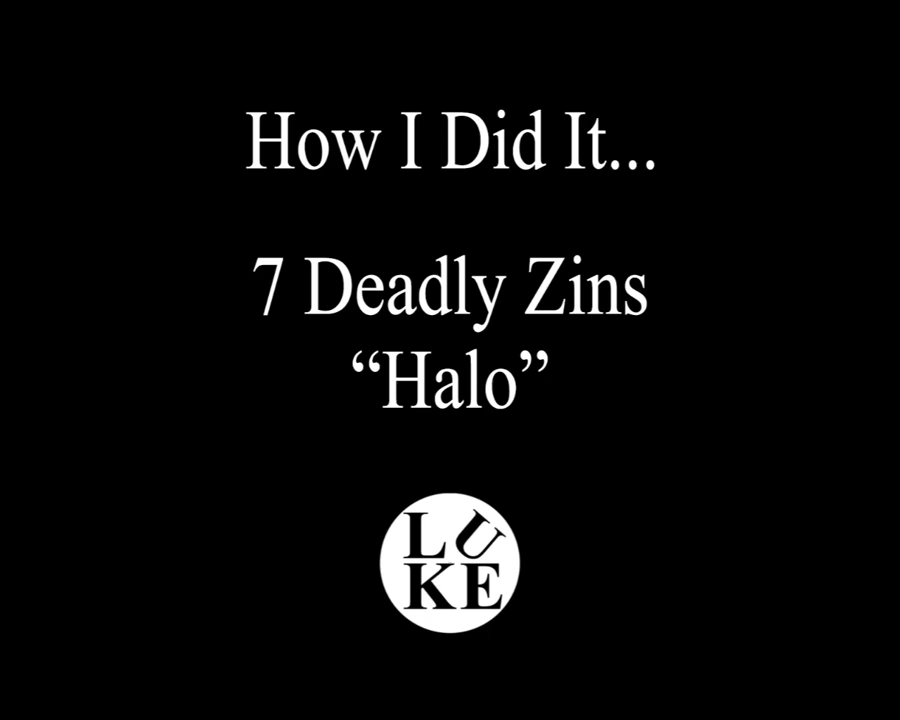 How I Did It...
7 Deadly Zins
“Halo”
LU
KE